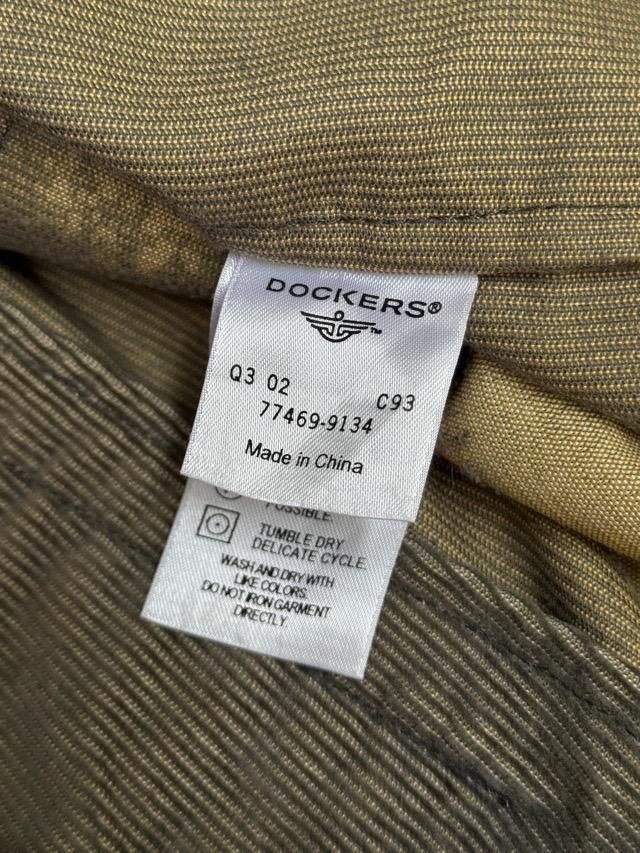 DOCKERS®
™
Q3 02 C93
77469-9134
Made in China
POSSIBLE.
TUMBLE DRY
DELICATE CYCLE.
WASH AND DRY WITH
LIKE COLORS.
DO NOT IRON GARMENT
DIRECTLY.